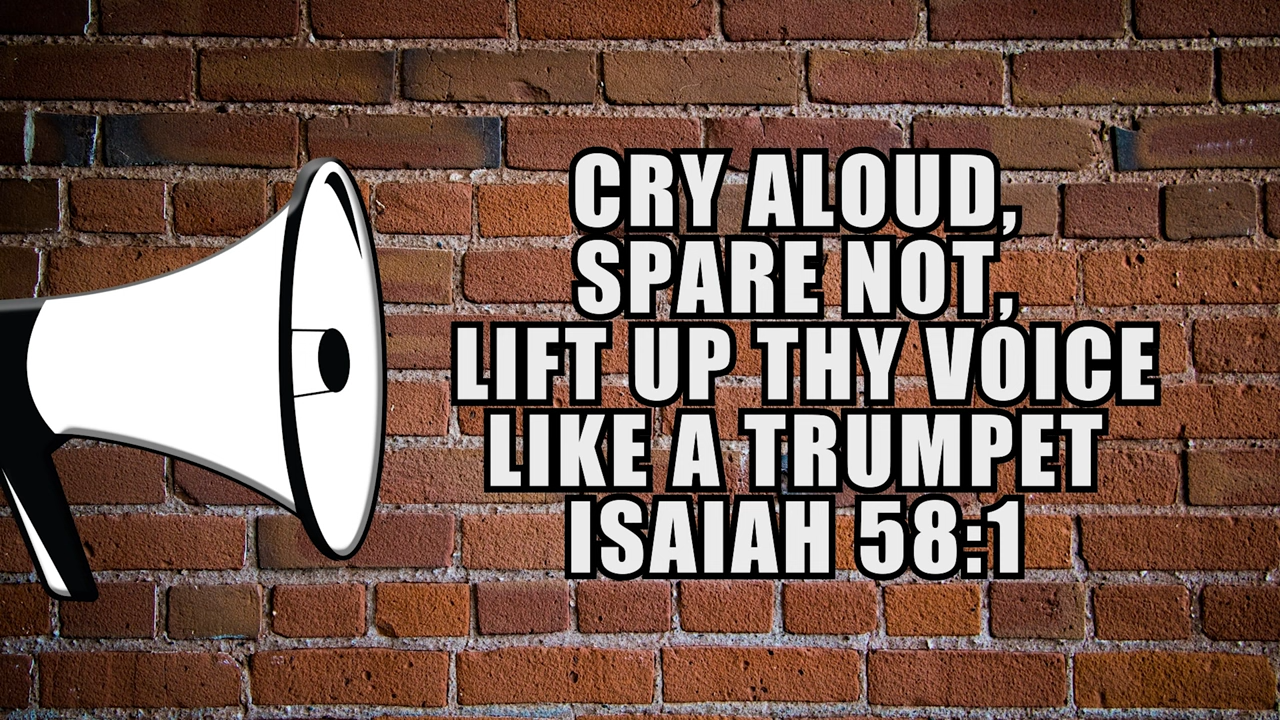 CRY ALOUD,
SPARE NOT,
LIFT UP THY VOICE
LIKE A TRUMPET
ISAIAH 58:1